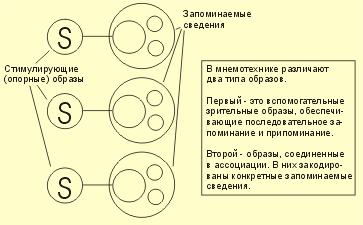 Запоминаемые
сведения
S
Стимулирующие
(опорные) образы
S
S
В мнемотехнике различают
два типа образов.
Первый - это вспомогательные
зрительные образы, обеспечи-
вающие последовательное за-
поминание и припоминание.
Второй - образы, соединенные
в ассоциации. В них закодиро-
ваны конкретные запоминаемые
сведения.